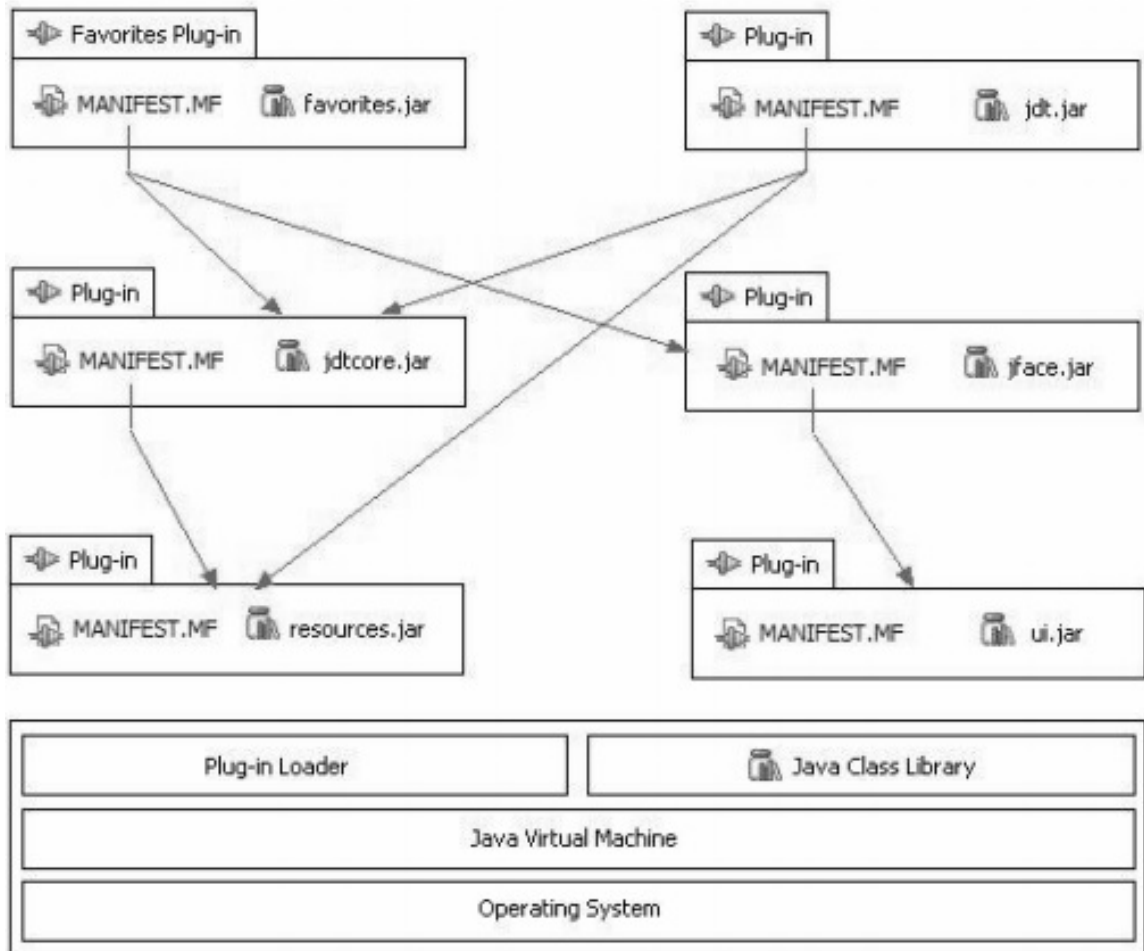 Favorites Plug-in
MANIFEST.MF favorites.jar
Plug-in
MANIFEST.MF jdt.jar
Plug-in
MANIFEST.MF jdtcore.jar
Plug-in
MANIFEST.MF jface.jar
Plug-in
MANIFEST.MF resources.jar
Plug-in
MANIFEST.MF ui.jar
Plug-in Loader
Java Class Library
Java Virtual Machine
Operating System